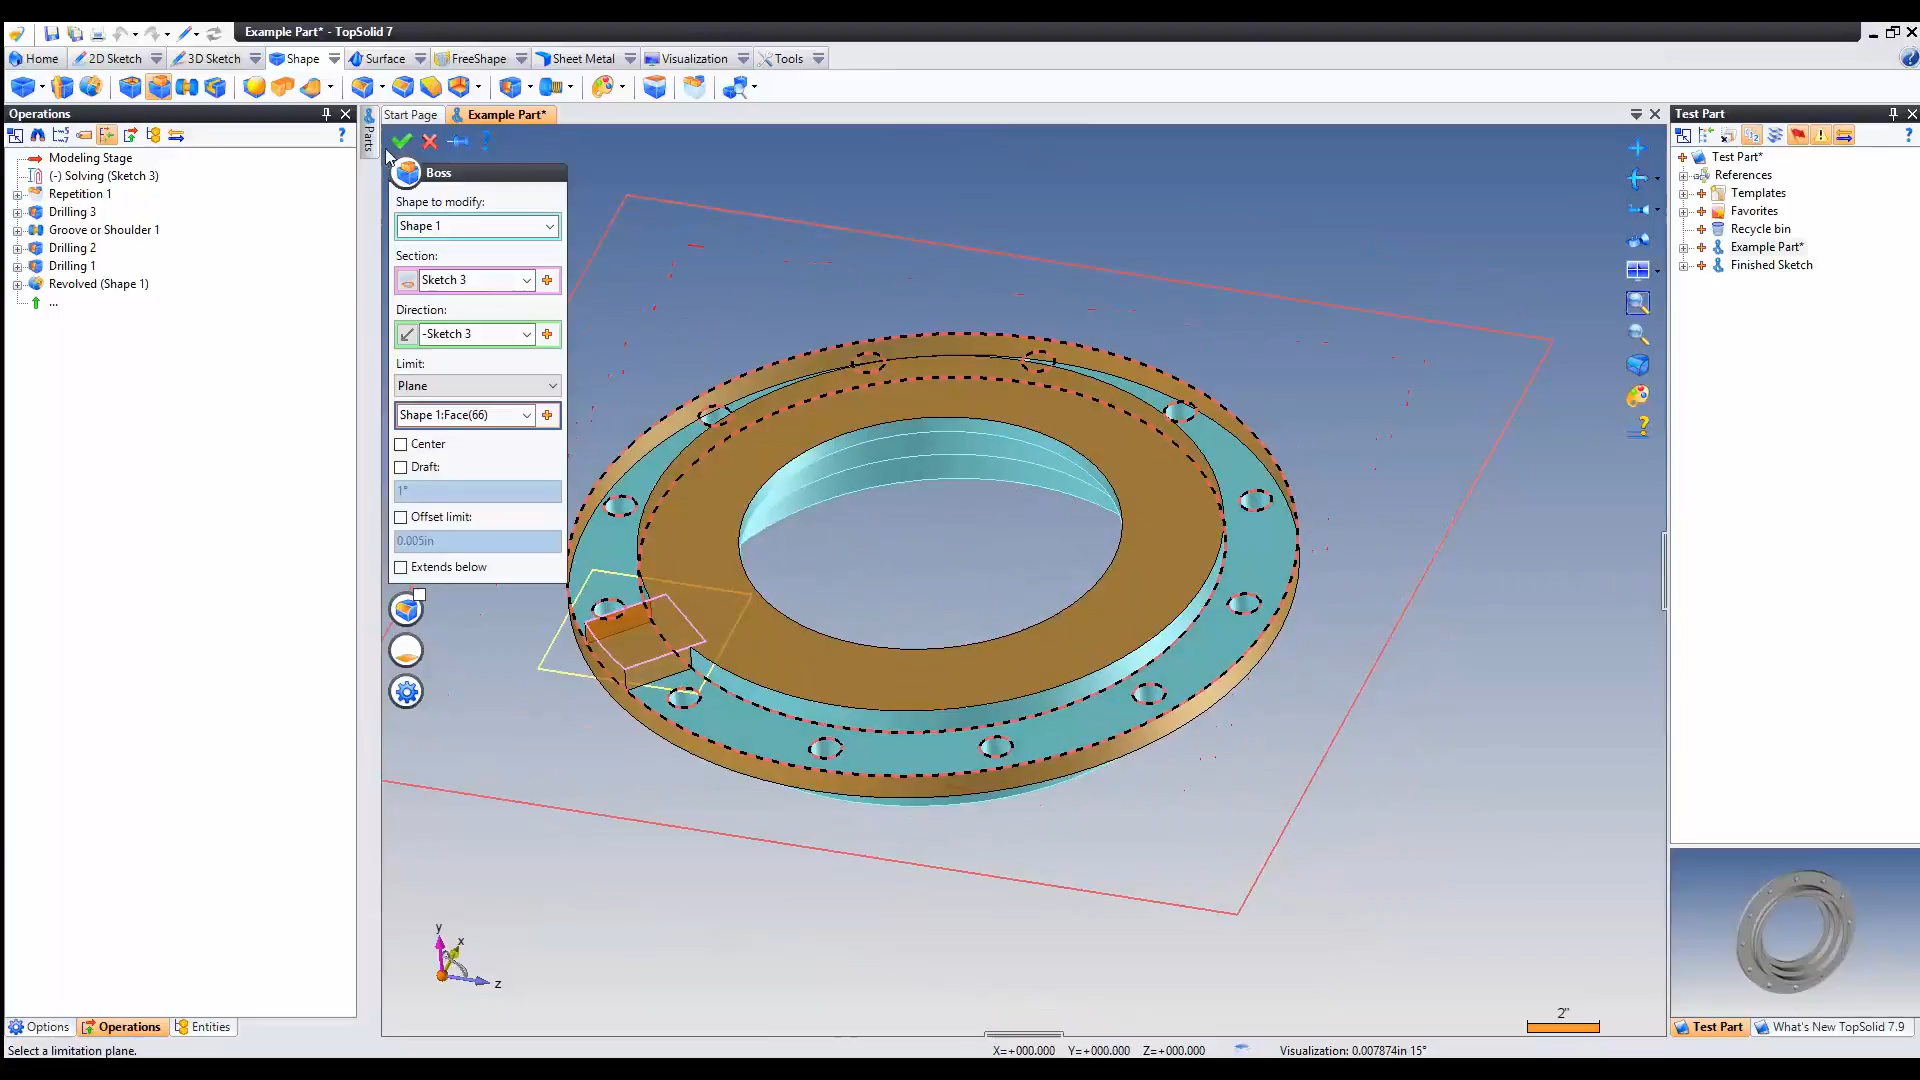 Example Part* - TopSolid 7
Home
2D Sketch
3D Sketch
Shape
Surface
FreeShape
Sheet Metal
Visualization
Tools
Operations
Modeling Stage
(-) Solving (Sketch 3)
Repetition 1
Drilling 3
Groove or Shoulder 1
Drilling 2
Drilling 1
Revolved (Shape 1)
...
Options
Operations
Entities
Select a limitation plane.
Parts
Start Page
Example Part*
Boss
Shape to modify:
Shape 1
Section:
Sketch 3
Direction:
-Sketch 3
Limit:
Plane
Shape 1:Face(66)
Center
Draft:
1°
Offset limit:
0.005in
Extends below
y
x
z
2"
X=+000.000 Y=+000.000 Z=+000.000
Visualization: 0.007874in 15°
Test Part
Test Part*
References
Templates
Favorites
Recycle bin
Example Part*
Finished Sketch
Test Part
What's New TopSolid 7.9